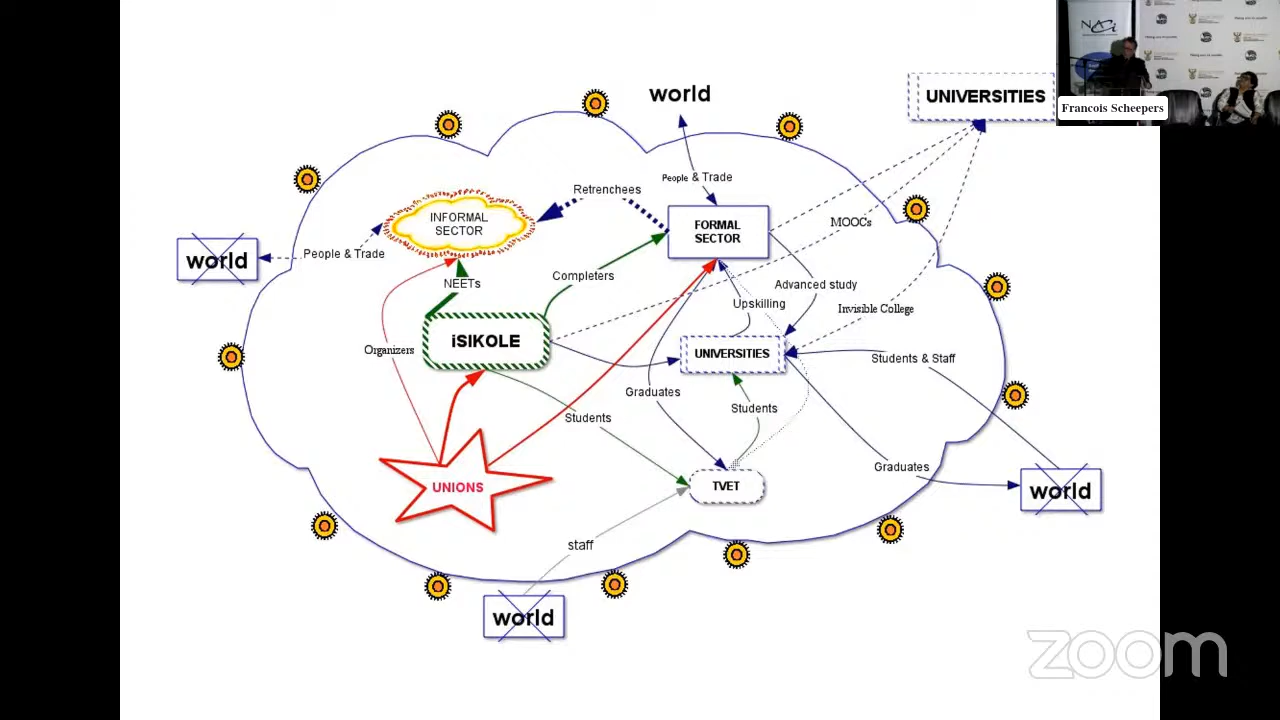 world
UNIVERSITIES
NACi
Francois Scheepers
People & Trade
Retrenchees
INFORMAL
SECTOR
FORMAL
SECTOR
MOOCs
world
People & Trade
NEETs
Completers
Advanced study
Upskilling
Invisible College
iSIKOLE
Organizers
UNIVERSITIES
Students & Staff
Graduates
Students
Students
Graduates
UNIONS
TVET
world
staff
world
zoom